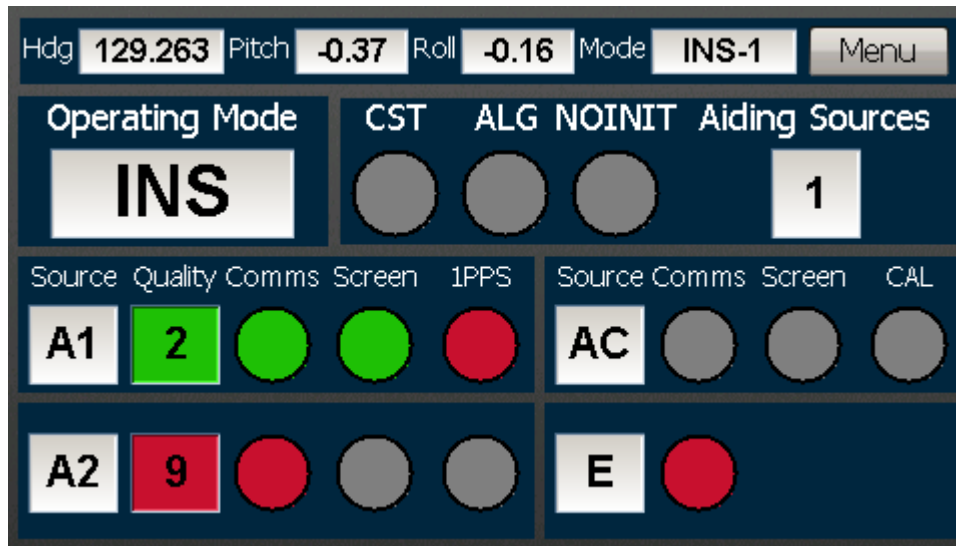 Hdg 129.263 Pitch -0.37 Roll -0.16 Mode INS-1 Menu
Operating Mode CST ALG NOINIT Aiding Sources
INS 1
Source Quality Comms Screen 1PPS Source Comms Screen CAL
A1 2 AC
A2 9 E